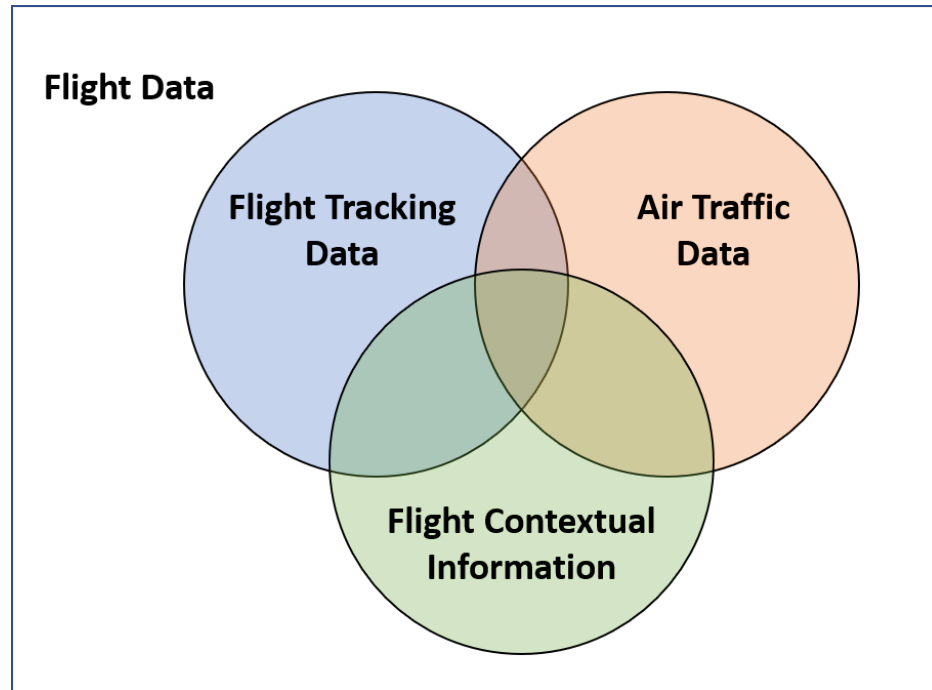 Flight Data
Flight Tracking
Data
Air Traffic
Data
Flight Contextual
Information